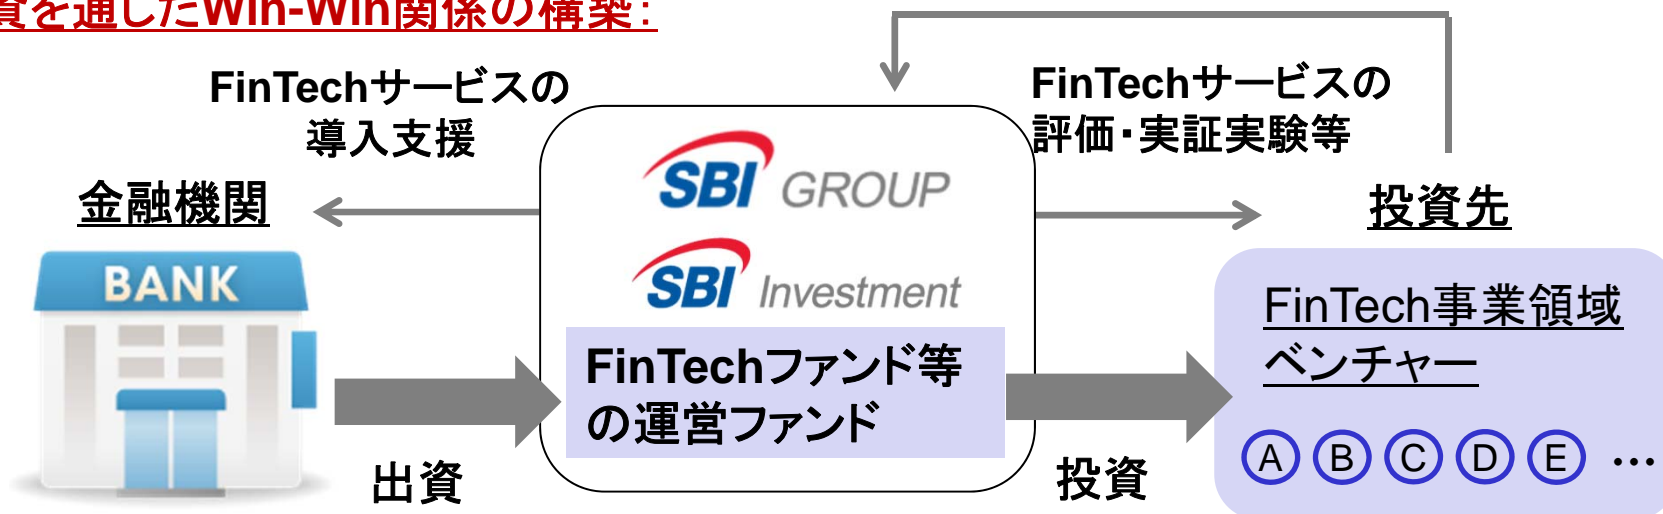 資を通したWin-Win関係の構築：
FinTechサービスの
導入支援
FinTechサービスの
評価・実証実験等
金融機関
SBI GROUP
投資先
BANK
SBI Investment
FinTech事業領域
ベンチャー
FinTechファンド等
の運営ファンド
A B C D E …
出資
投資